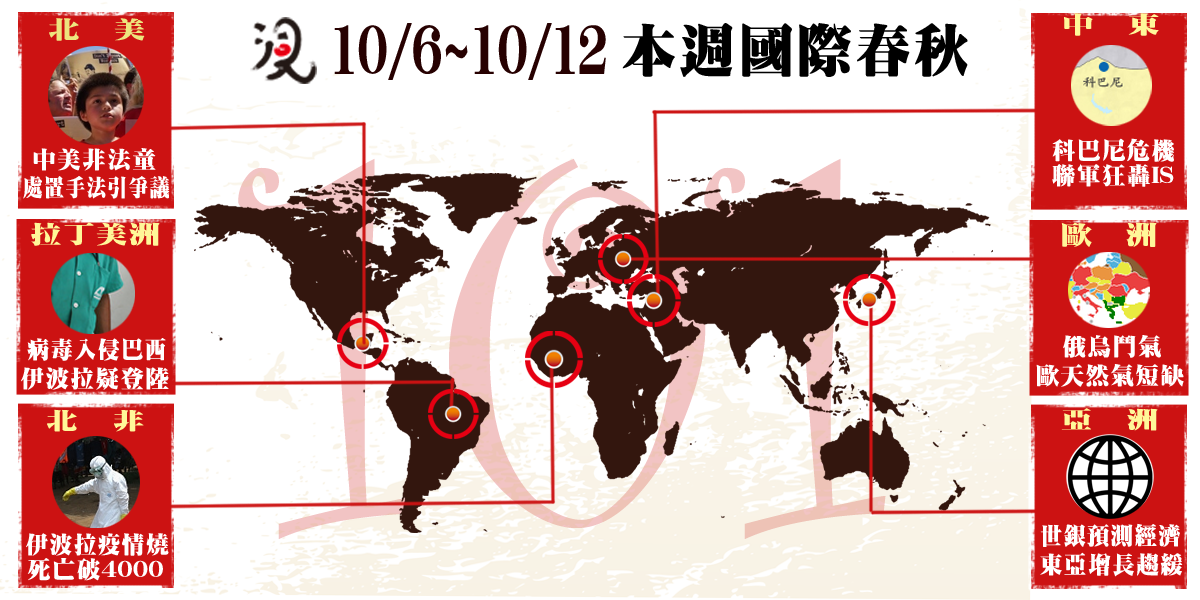 10/6~10/12 本週國際春秋
北 美
中美非法童
處置手法引爭議
拉丁美洲
病毒入侵巴西
伊波拉疑登陸
北 非
伊波拉疫情燒
死亡破4000
中 東
科巴尼
科巴尼危機
聯軍狂轟IS
歐 洲
俄烏鬥氣
歐天然氣短缺
亞 洲
世銀預測經濟
東亞增長趨緩
101